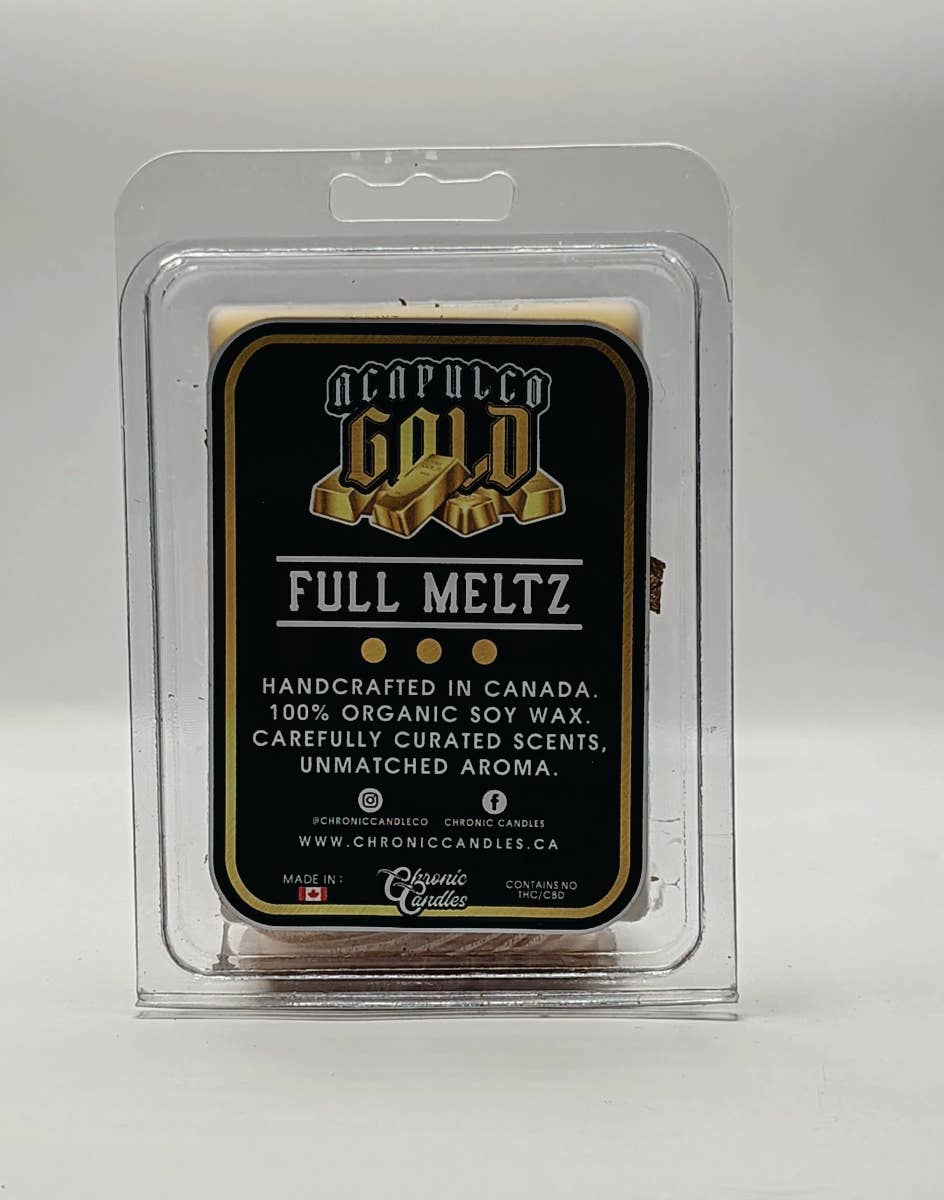 ACAPULCO
GOLD
FULL MELTZ
HANDCRAFTED IN CANADA.
100% ORGANIC SOY WAX.
CAREFULLY CURATED SCENTS,
UNMATCHED AROMA.
@CHRONICCANDLECO CHRONIC CANDLES
WWW.CHRONICCANDLES.CA
MADE IN:
Chronic
Candles
CONTAINS NO
THC/CBD